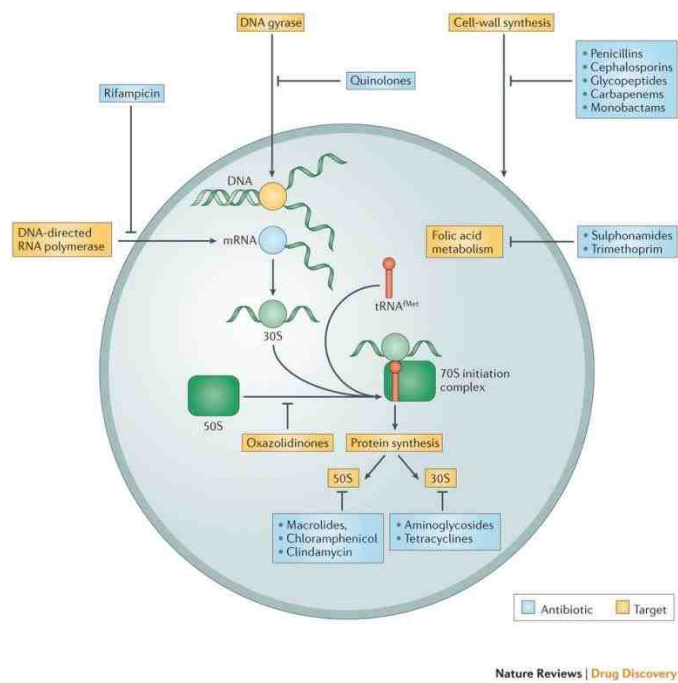 DNA gyrase
Cell-wall synthesis
Quinolones
• Penicillins
• Cephalosporins
• Glycopeptides
• Carbapenems
• Monobactams
Rifampicin
DNA
DNA-directed
RNA polymerase
mRNA
Folic acid
metabolism
• Sulphonamides
• Trimethoprim
tRNAfMet
30S
70S initiation
complex
50S
Oxazolidinones
Protein synthesis
50S
30S
• Macrolides,
• Chloramphenicol
• Clindamycin
• Aminoglycosides
• Tetracyclines
Antibiotic
Target
Nature Reviews | Drug Discovery